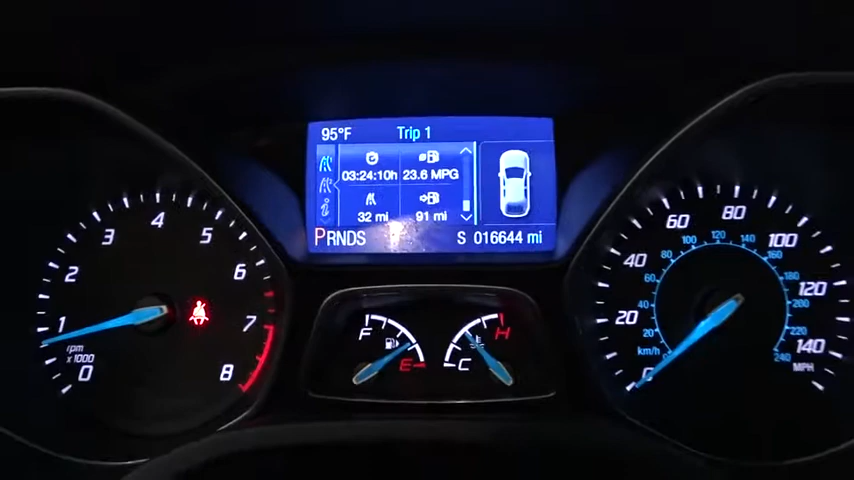 95°F Trip 1
03:24:10h 23.6 MPG
32 mi 91 mi
PRNDS S 016644 mi
0 1 2 3 4 5 6 7 8
rpm
x1000
F E
C H
0 20 40 60 80 100 120 140
MPH
20 40 60 80 100 120 140 160 180 200 220 240
km/h